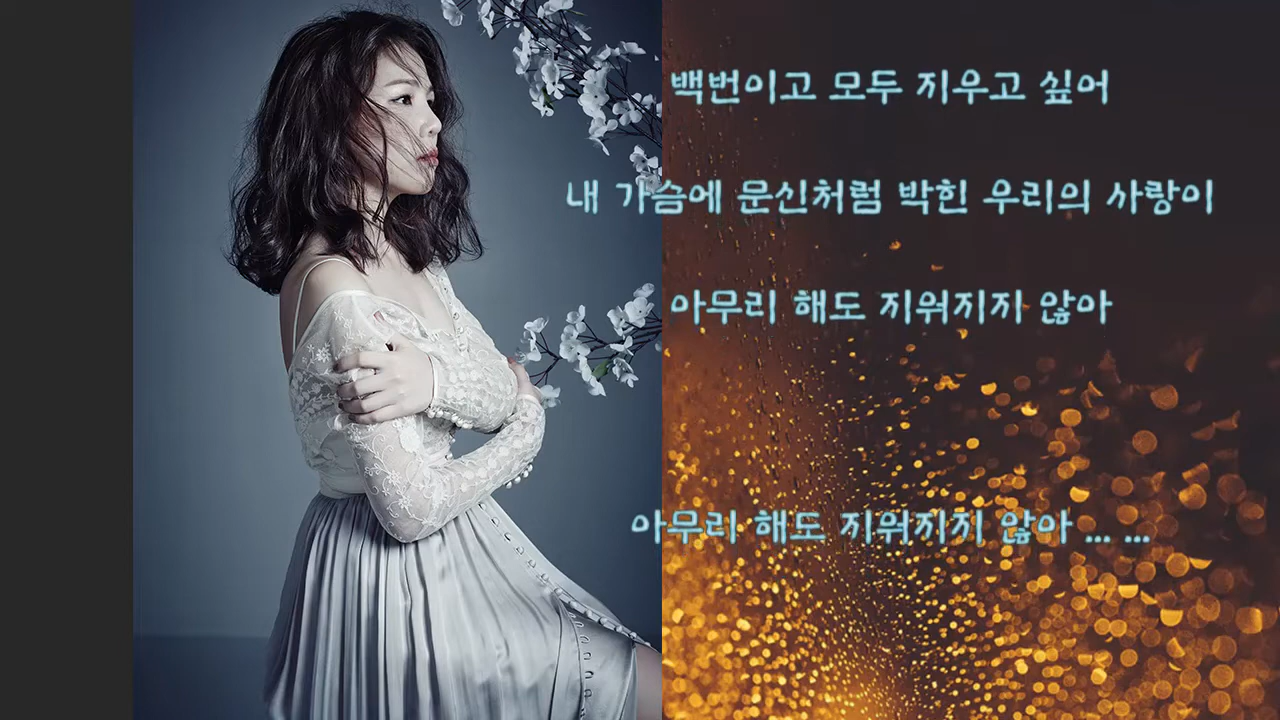 백번이고 모두 지우고 싶어
내 가슴에 문신처럼 박힌 우리의 사랑이
아무리 해도 지워지지 않아
아무리 해도 지워지지 않아 ... ...